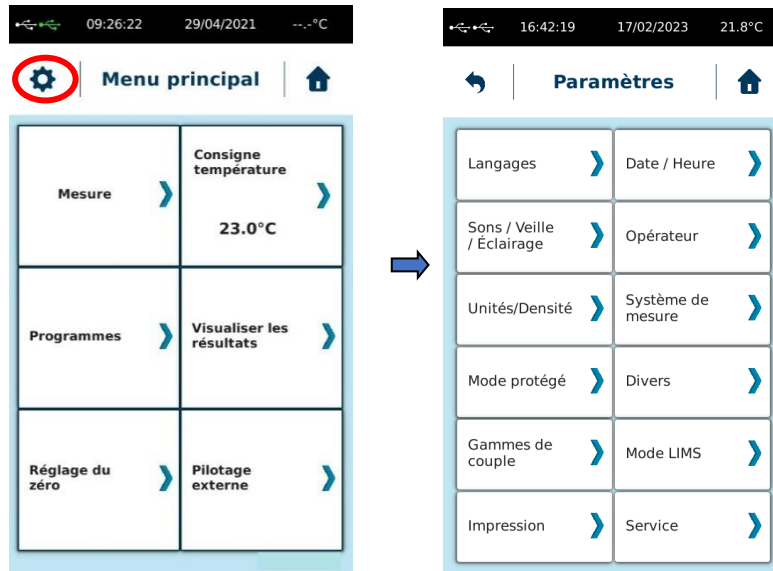 09:26:22 29/04/2021 --.-°C
Menu principal
Mesure
Consigne
température
23.0°C
Programmes
Visualiser les
résultats
Réglage du
zéro
Pilotage
externe
16:42:19 17/02/2023 21.8°C
Paramètres
Langages
Date / Heure
Sons / Veille
/ Éclairage
Opérateur
Unités/Densité
Système de
mesure
Mode protégé
Divers
Gammes de
couple
Mode LIMS
Impression
Service